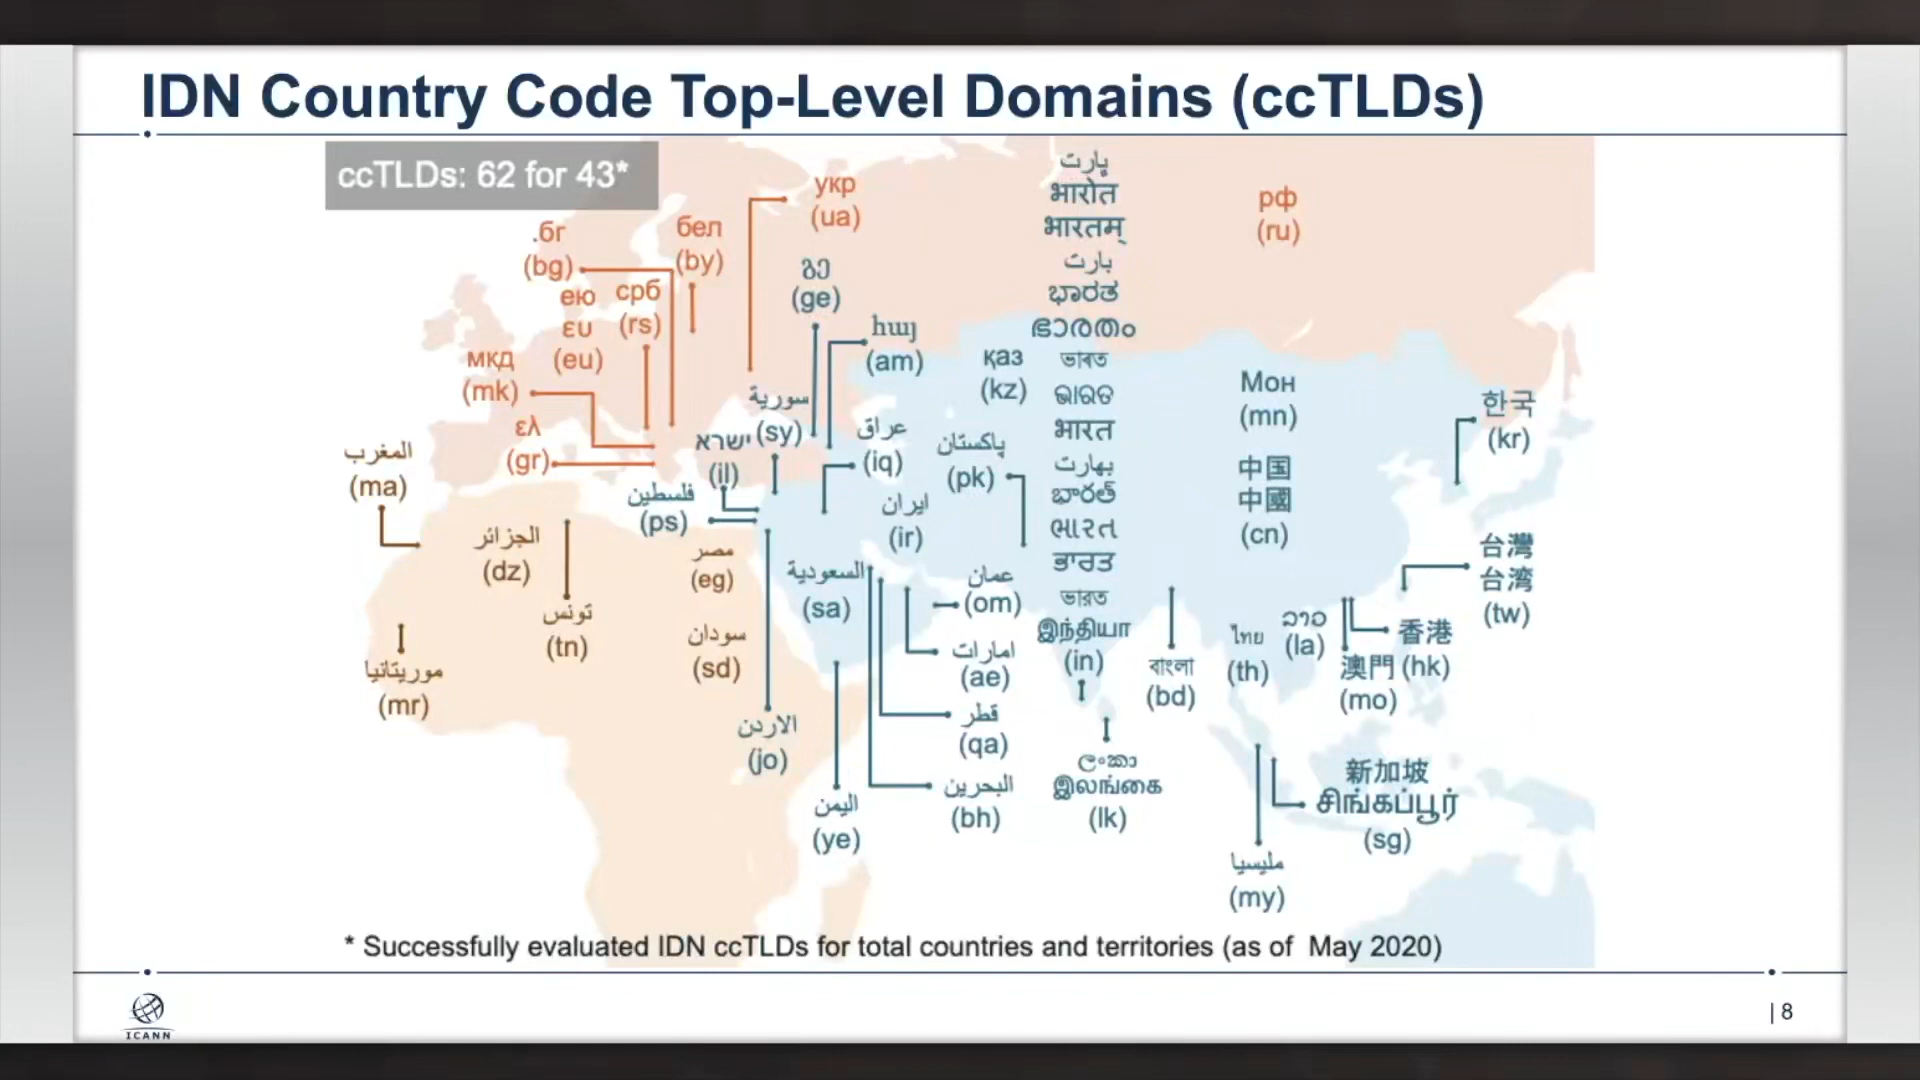 IDN Country Code Top-Level Domains (ccTLDs)
ccTLDs: 62 for 43*
укр
(ua)
.бг
(bg)
бел
(by)
ею
ευ
(eu)
срб
(rs)
мкд
(mk)
ελ
(gr)
рф
(ru)
გე
(ge)
հայ
(am)
қаз
(kz)
سورية
(sy)
ישראל
(il)
عراق
(iq)
فلسطين
(ps)
ايران
(ir)
پاکستان
(pk)
المغرب
(ma)
الجزائر
(dz)
تونس
(tn)
موريتانيا
(mr)
مصر
(eg)
سودان
(sd)
الاردن
(jo)
السعودية
(sa)
اليمن
(ye)
عمان
(om)
امارات
(ae)
قطر
(qa)
البحرين
(bh)
भारोत
भारतम्
بارت
ಭಾರತ
ഭാരതം
ভাৰত
ଭାରତ
भारत
بھارت
భారత్
ભારત
ਭਾਰਤ
ভারত
இந்தியா
(in)
ලංකා
இலங்கை
(lk)
বাংলা
(bd)
Мон
(mn)
中国
中國
(cn)
한국
(kr)
台灣
台湾
(tw)
香港
(hk)
澳門
(mo)
ລາວ
(la)
ไทย
(th)
新加坡
சிங்கப்பூர்
(sg)
مليسيا
(my)
* Successfully evaluated IDN ccTLDs for total countries and territories (as of May 2020)
ICANN
| 8